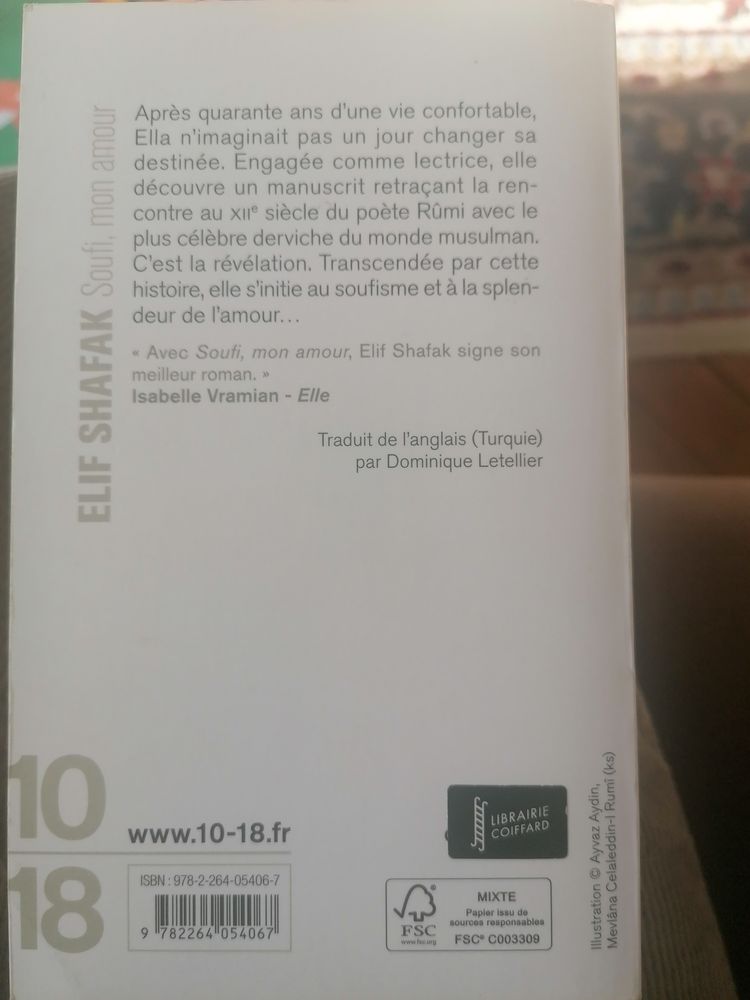 Après quarante ans d'une vie confortable,
Ella n'imaginait pas un jour changer sa
destinée. Engagée comme lectrice, elle
découvre un manuscrit retraçant la ren-
contre au XIIe siècle du poète Rûmi avec le
plus célèbre derviche du monde musulman.
C'est la révélation. Transcendée par cette
histoire, elle s'initie au soufisme et à la splen-
deur de l'amour…
« Avec Soufi, mon amour, Elif Shafak signe son
meilleur roman. »
Isabelle Vramian - Elle
Traduit de l'anglais (Turquie)
par Dominique Letellier
ELIF SHAFAK Soufi, mon amour
10
18
www.10-18.fr
ISBN : 978-2-264-05406-7
9 782264 054067
LIBRAIRIE
COIFFARD
FSC
www.fsc.org
MIXTE
Papier issu de
sources responsables
FSC® C003309
Illustration © Ayvaz Aydin,
Mevlâna Celaleddin-I Rumî (ks)